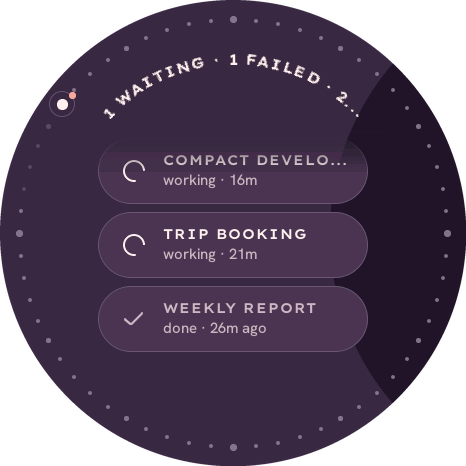 1 WAITING · 1 FAILED · 2...
COMPACT DEVELO...
working · 16m
TRIP BOOKING
working · 21m
WEEKLY REPORT
done · 26m ago